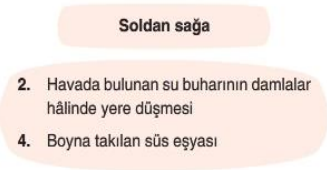 Soldan sağa
2. Havada bulunan su buharının damlalar
hâlinde yere düşmesi
4. Boyna takılan süs eşyası